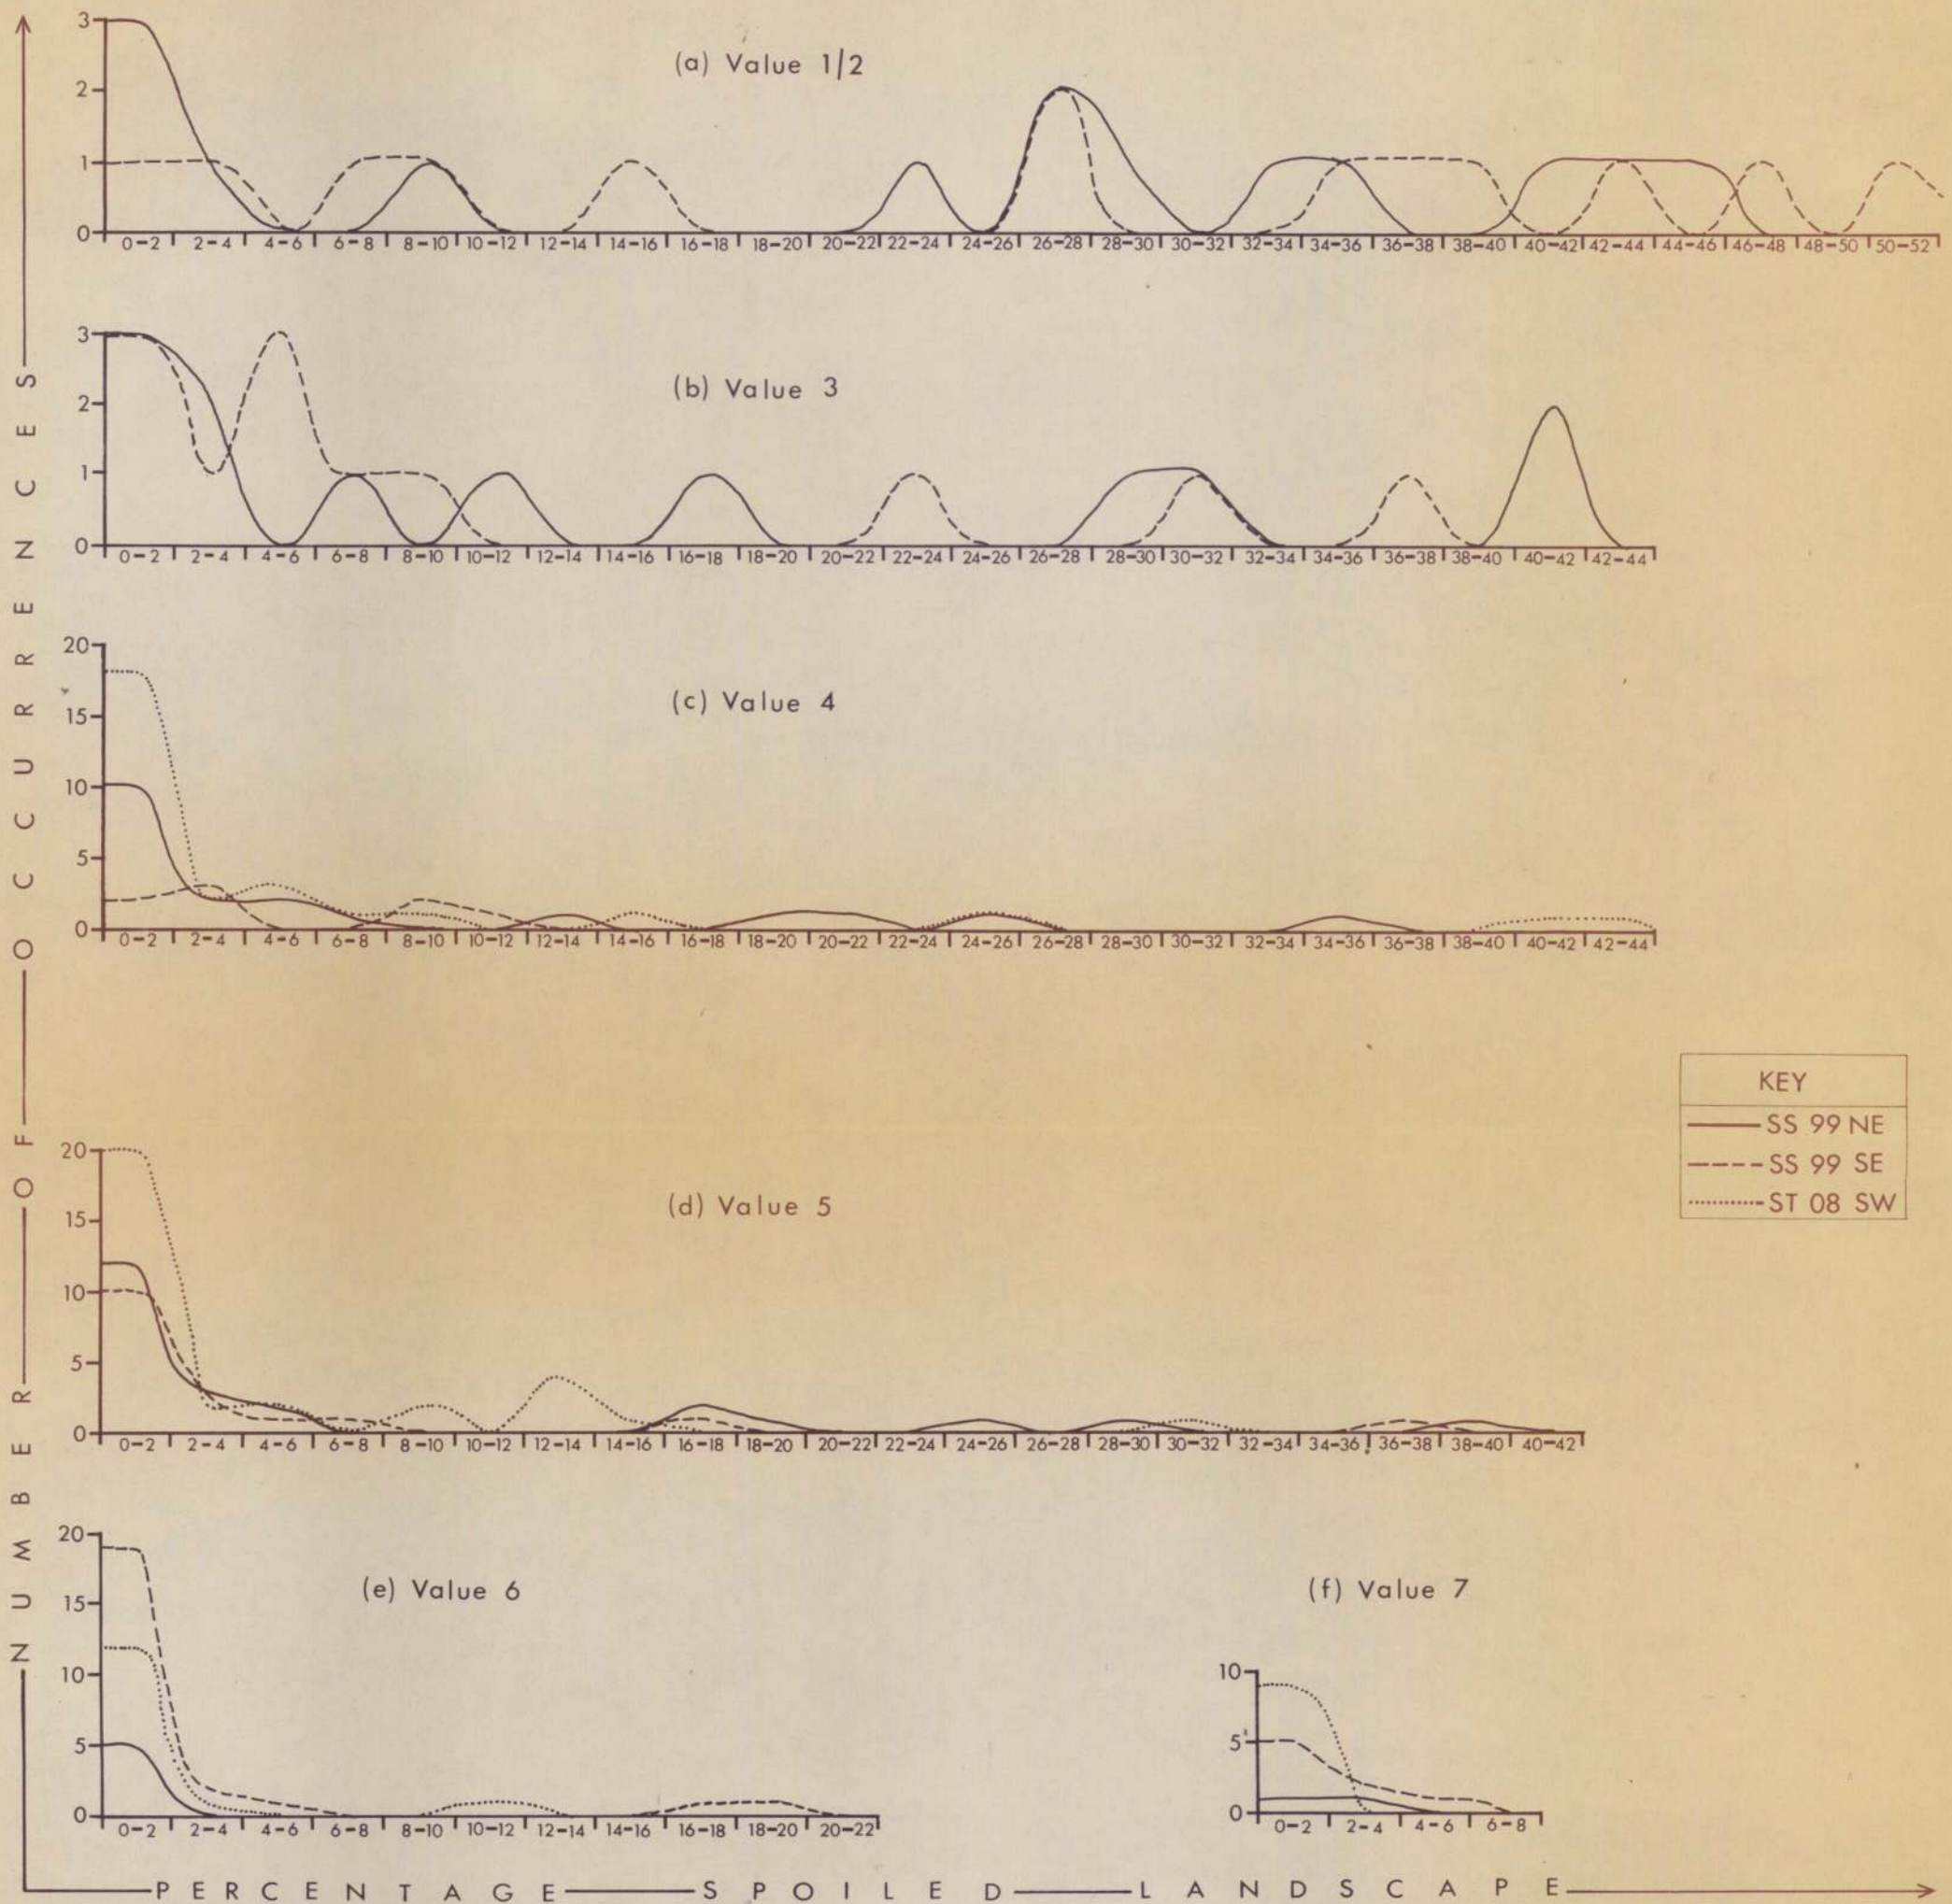 NUMBER OF OCCURRENCES
(a) Value 1/2
3
2
1
0
0-2 2-4 4-6 6-8 8-10 10-12 12-14 14-16 16-18 18-20 20-22 22-24 24-26 26-28 28-30 30-32 32-34 34-36 36-38 38-40 40-42 42-44 44-46 46-48 48-50 50-52
(b) Value 3
3
2
1
0
0-2 2-4 4-6 6-8 8-10 10-12 12-14 14-16 16-18 18-20 20-22 22-24 24-26 26-28 28-30 30-32 32-34 34-36 36-38 38-40 40-42 42-44
(c) Value 4
20
15
10
5
0
0-2 2-4 4-6 6-8 8-10 10-12 12-14 14-16 16-18 18-20 20-22 22-24 24-26 26-28 28-30 30-32 32-34 34-36 36-38 38-40 40-42 42-44
KEY
SS 99 NE
SS 99 SE
ST 08 SW
(d) Value 5
20
15
10
5
0
0-2 2-4 4-6 6-8 8-10 10-12 12-14 14-16 16-18 18-20 20-22 22-24 24-26 26-28 28-30 30-32 32-34 34-36 36-38 38-40 40-42
(e) Value 6
20
15
10
5
0
0-2 2-4 4-6 6-8 8-10 10-12 12-14 14-16 16-18 18-20 20-22
(f) Value 7
10
5
0
0-2 2-4 4-6 6-8
PERCENTAGE SPOILED LANDSCAPE